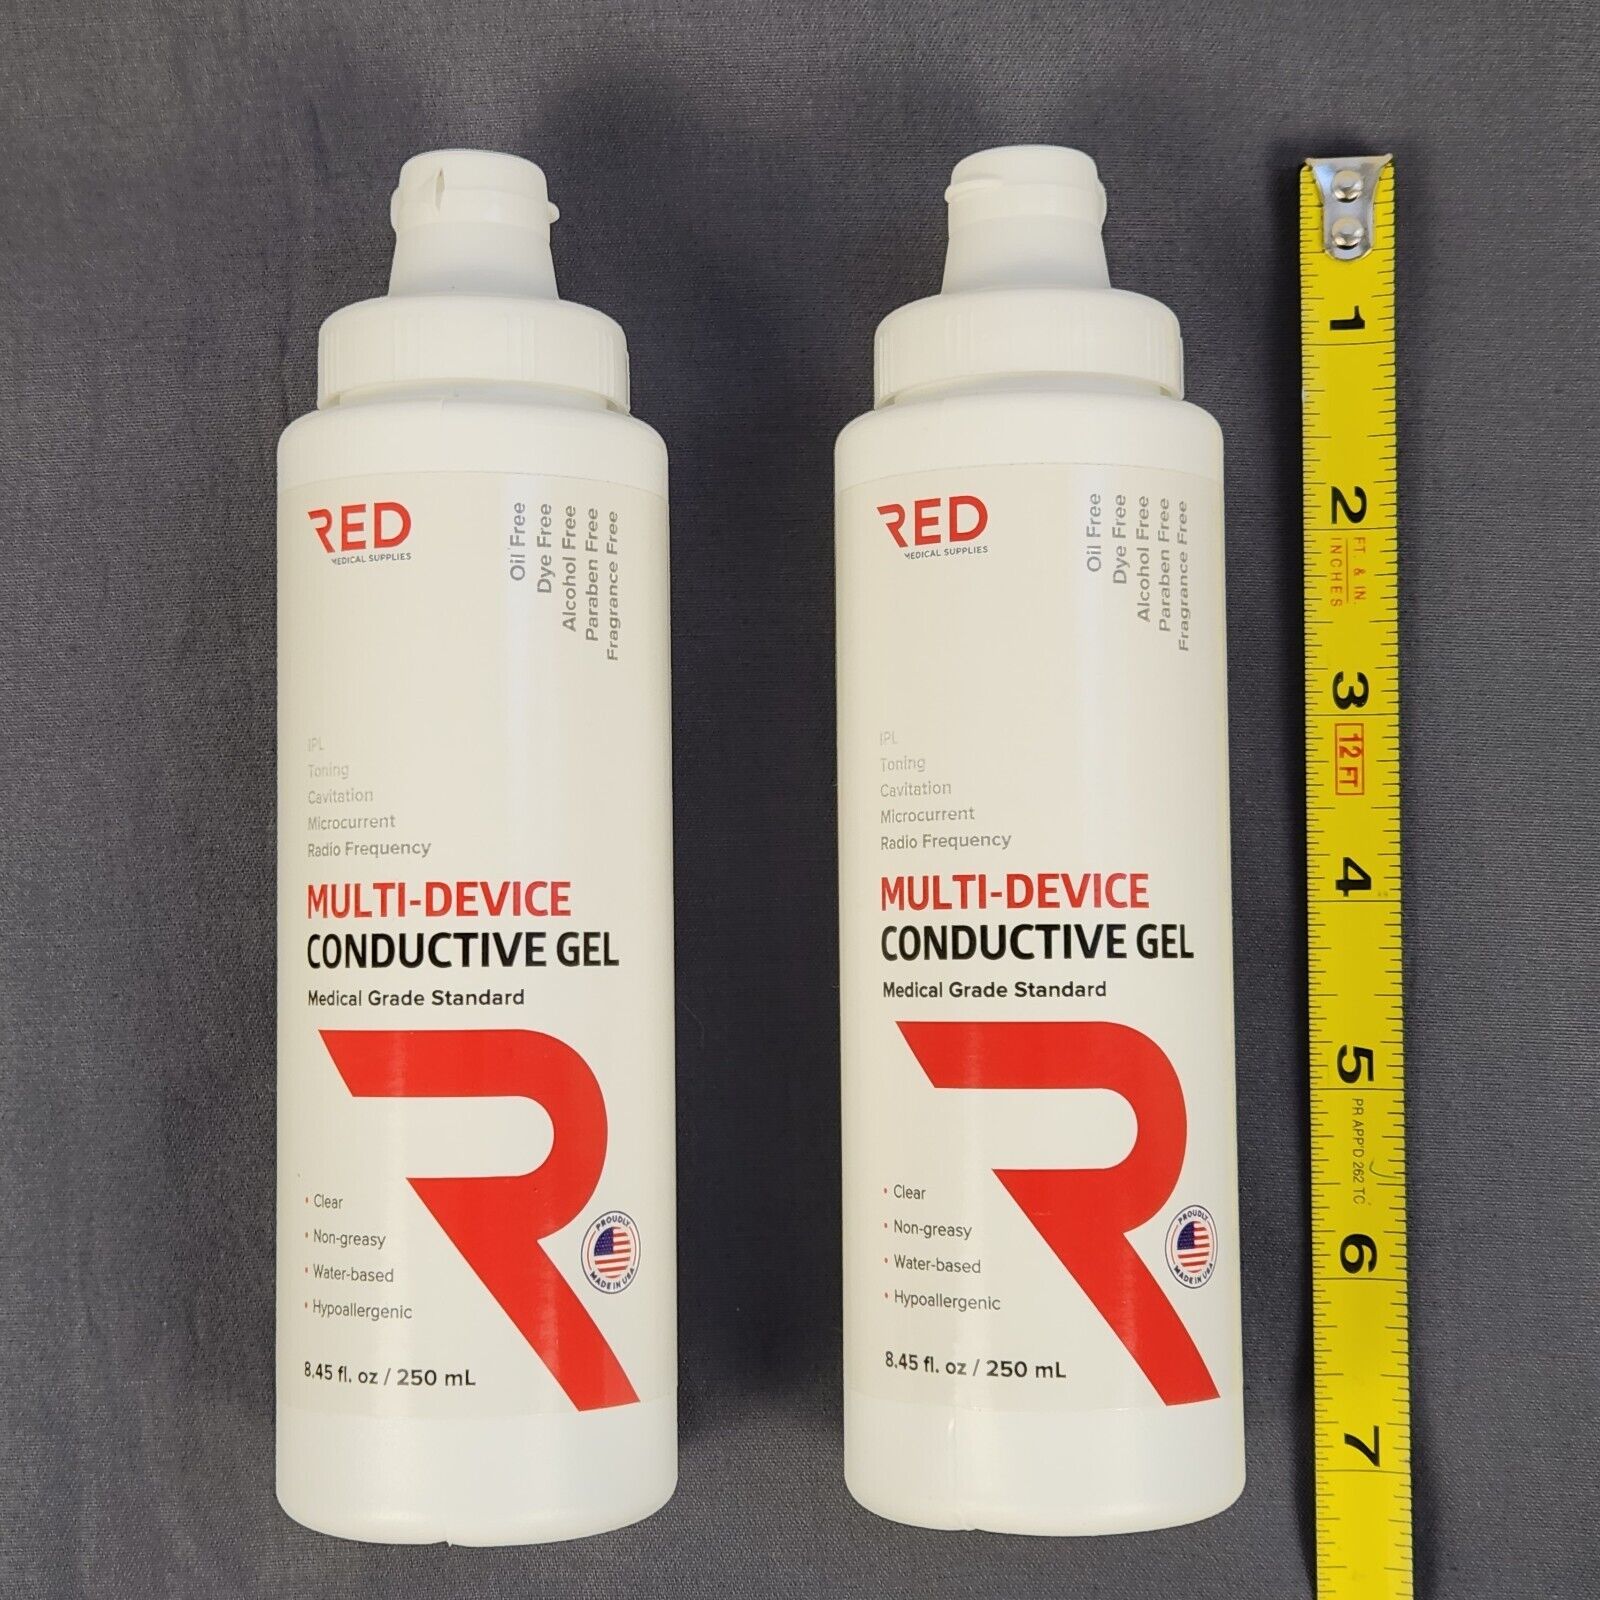 RED
MEDICAL SUPPLIES
Oil Free
Dye Free
Alcohol Free
Paraben Free
Fragrance Free
IPL
Toning
Cavitation
Microcurrent
Radio Frequency
MULTI-DEVICE
CONDUCTIVE GEL
Medical Grade Standard
• Clear
• Non-greasy
• Water-based
• Hypoallergenic
PROUDLY
MADE IN USA
8.45 fl. oz / 250 mL
RED
MEDICAL SUPPLIES
Oil Free
Dye Free
Alcohol Free
Paraben Free
Fragrance Free
IPL
Toning
Cavitation
Microcurrent
Radio Frequency
MULTI-DEVICE
CONDUCTIVE GEL
Medical Grade Standard
• Clear
• Non-greasy
• Water-based
• Hypoallergenic
PROUDLY
MADE IN USA
8.45 fl. oz / 250 mL
1
2
FT. & IN.
INCHES
3
12 FT
4
5
PR APP'D 262 TC
6
7